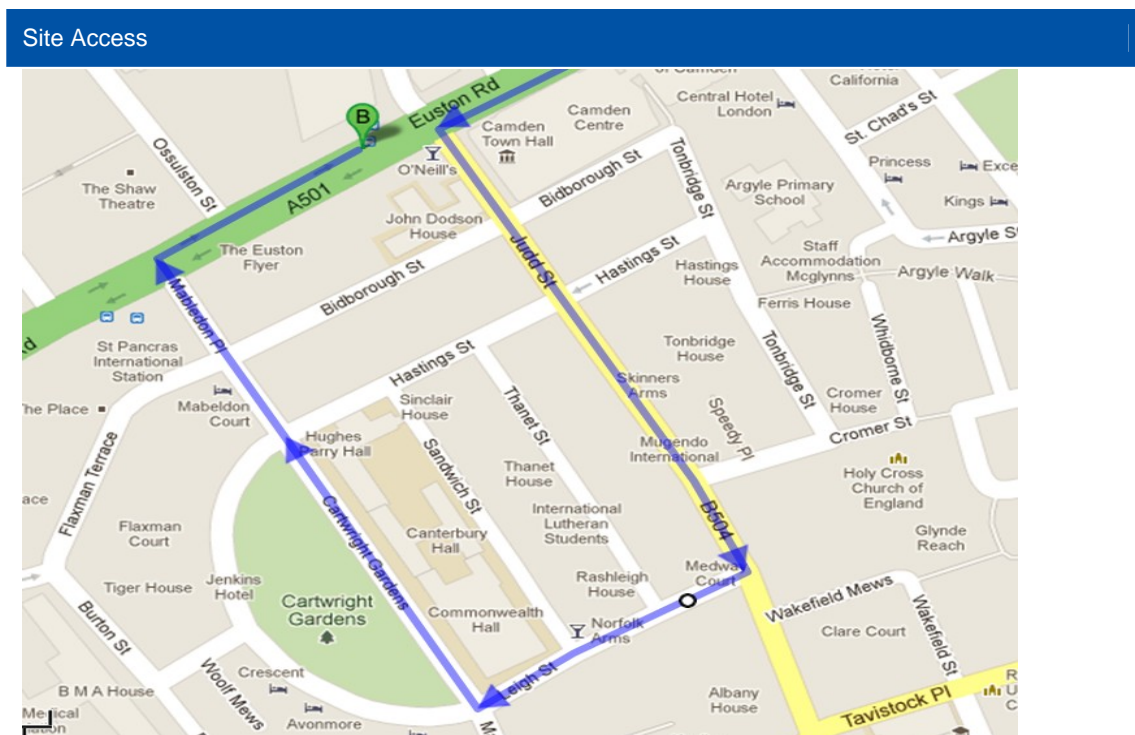 Site Access
Euston Rd
California
B
Central Hotel
London
St. Chad's St
Camden
Centre
Camden
Town Hall
O'Neill's
Ossulston St
The Shaw
Theatre
A501
Bidborough St
Tonbridge St
Princess
Argyle Primary
School
Kings
John Dodson
House
Judd St
Argyle
The Euston
Flyer
Hastings St
Staff
Accommodation
Mcglynns
Hastings
House
Argyle Walk
Mabledon Pl
Bidborough St
Ferris House
St Pancras
International
Station
Whidborne St
Tonbridge
House
Tonbridge St
Hastings St
Skinners
Arms
Mabeldon
Court
Sinclair
House
Thanet St
Speedy Pl
Cromer
House
Cromer St
Hughes
Parry Hall
Sandwich St
Mugendo
International
Flaxman Terrace
Thanet
House
Holy Cross
Church of
England
Cartwright Gardens
International
Lutheran
Students
B504
Flaxman
Court
Canterbury
Hall
Glynde
Reach
Tiger House
Jenkins
Hotel
Rashleigh
House
Medway
Court
Burton St
Cartwright
Gardens
Commonwealth
Hall
Norfolk
Arms
Wakefield Mews
Clare Court
Wakefield St
Woolf Mews
Crescent
Leigh St
B M A House
Albany
House
Tavistock Pl
Avonmore